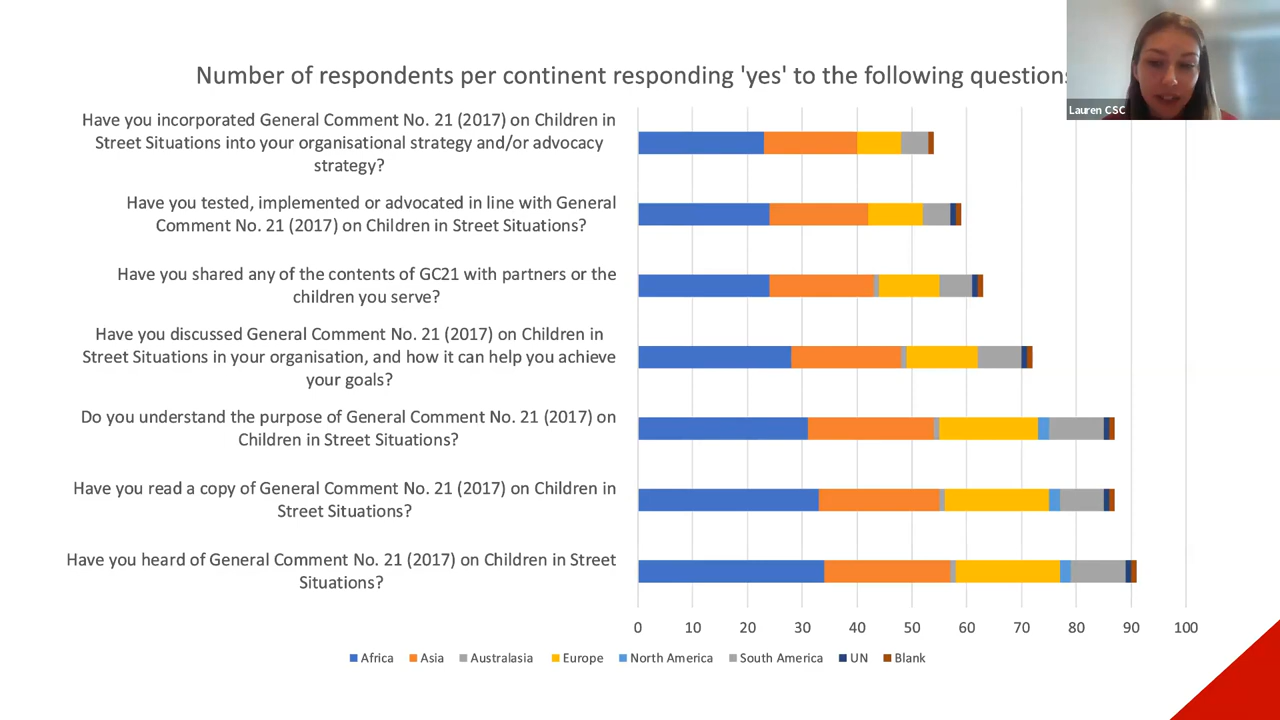 Number of respondents per continent responding 'yes' to the following questions
Lauren CSC
Have you incorporated General Comment No. 21 (2017) on Children in
Street Situations into your organisational strategy and/or advocacy
strategy?
Have you tested, implemented or advocated in line with General
Comment No. 21 (2017) on Children in Street Situations?
Have you shared any of the contents of GC21 with partners or the
children you serve?
Have you discussed General Comment No. 21 (2017) on Children in
Street Situations in your organisation, and how it can help you achieve
your goals?
Do you understand the purpose of General Comment No. 21 (2017) on
Children in Street Situations?
Have you read a copy of General Comment No. 21 (2017) on Children in
Street Situations?
Have you heard of General Comment No. 21 (2017) on Children in Street
Situations?
0 10 20 30 40 50 60 70 80 90 100
Africa Asia Australasia Europe North America South America UN Blank